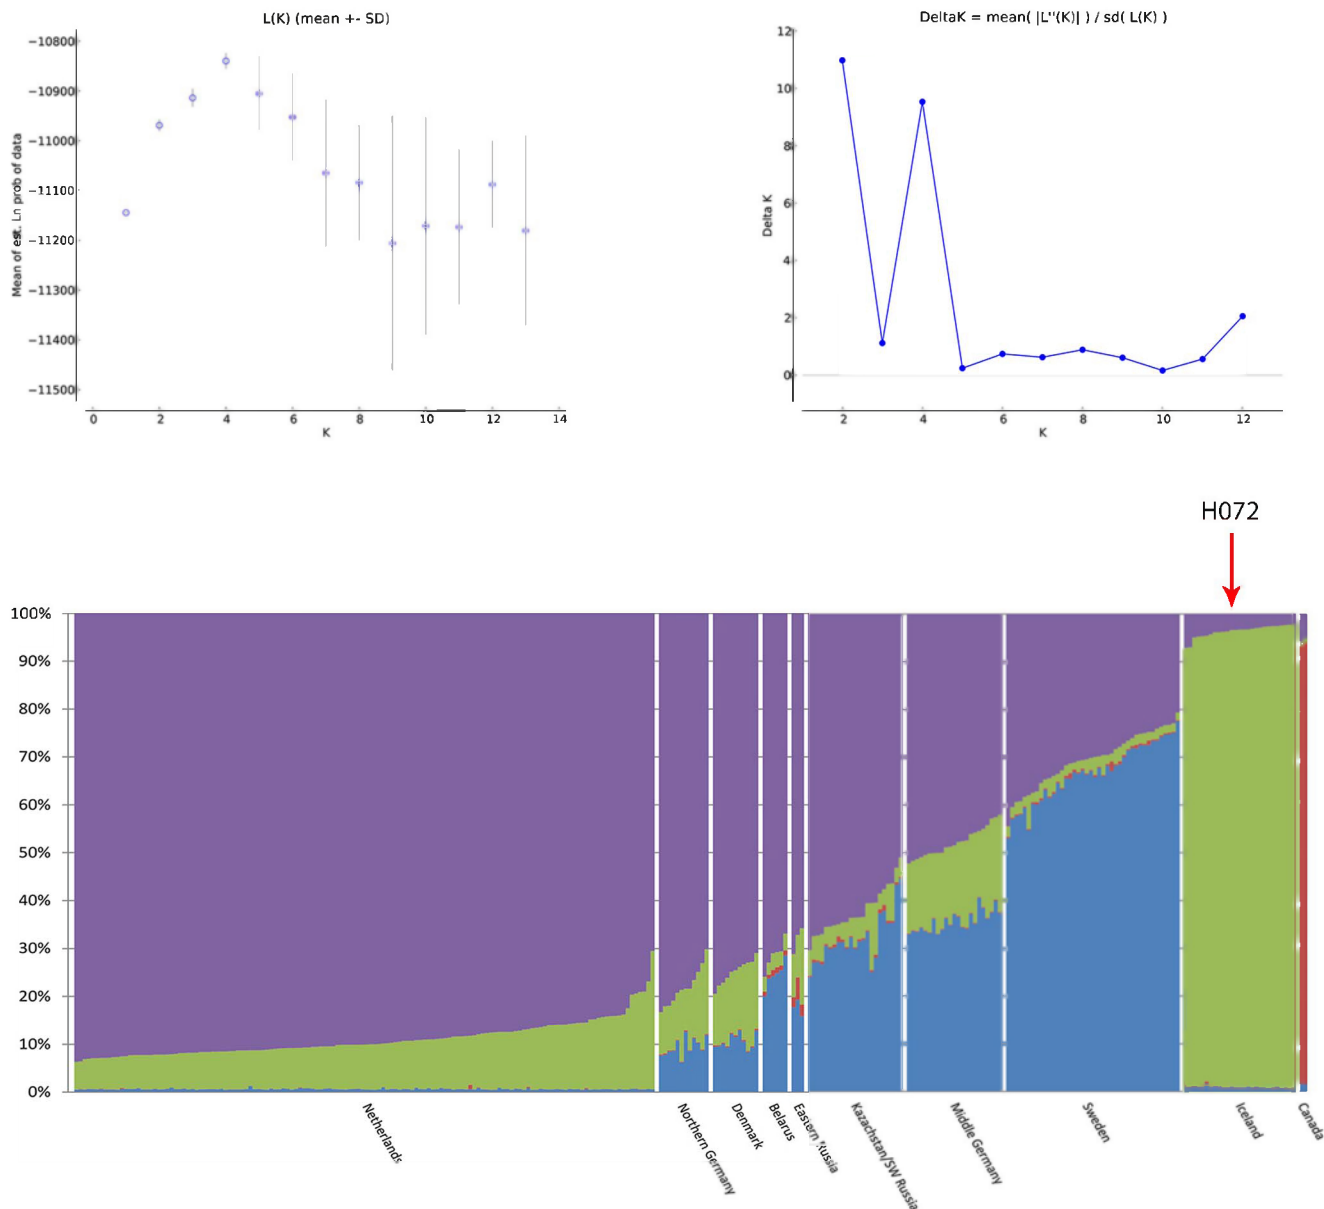 L(K) (mean +- SD)
−10800
−10900
−11000
−11100
−11200
−11300
−11400
−11500
Mean of est. Ln prob of data
0 2 4 6 8 10 12 14
K
DeltaK = mean( |L''(K)| ) / sd( L(K) )
12
10
8
6
4
2
0
Delta K
2 4 6 8 10 12
K
H072
100%
90%
80%
70%
60%
50%
40%
30%
20%
10%
0%
Netherlands
Northern Germany
Denmark
Belarus
Eastern Russia
Kazachstan/SW Russia
Middle Germany
Sweden
Iceland
Canada